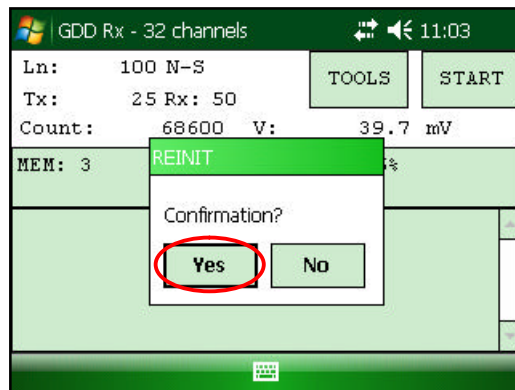 GDD Rx - 32 channels 11:03
Ln: 100 N-S
TOOLS START
Tx: 25 Rx: 50
Count: 68600 V: 39.7 mV
MEM: 3 %
REINIT
Confirmation?
Yes No